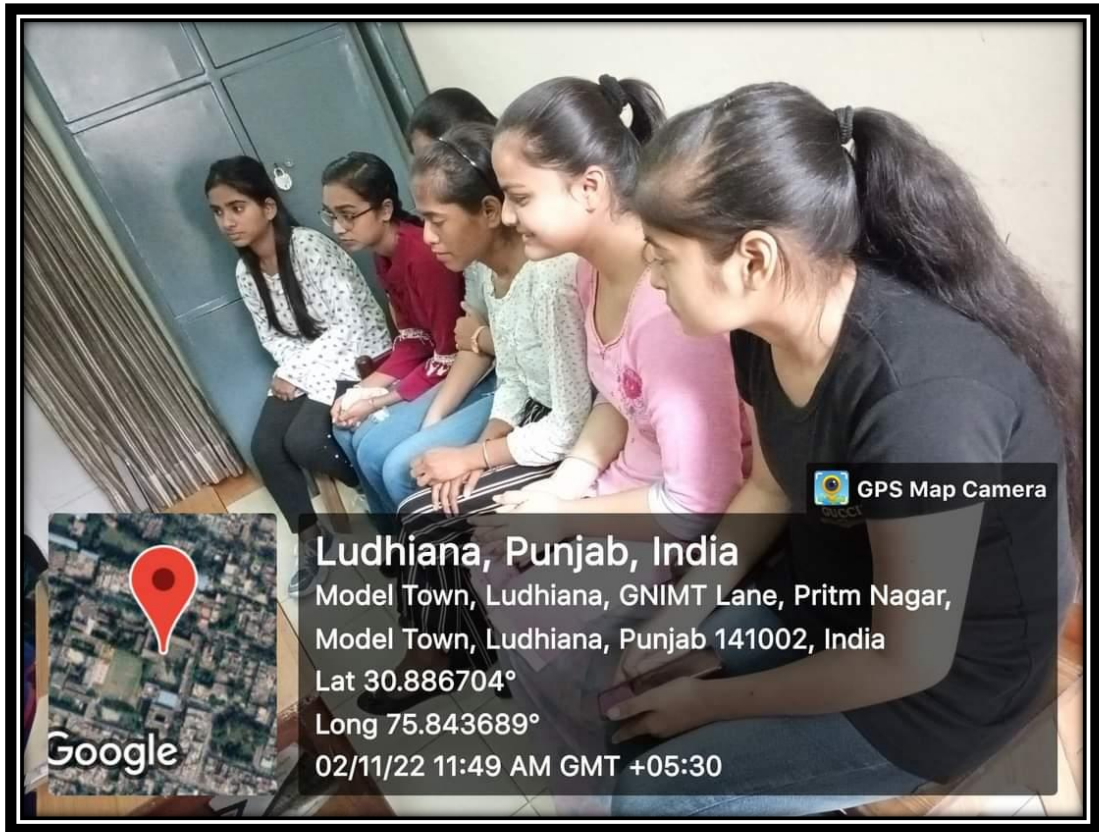 GPS Map Camera
GUCCI
Ludhiana, Punjab, India
Model Town, Ludhiana, GNIMT Lane, Pritm Nagar,
Model Town, Ludhiana, Punjab 141002, India
Lat 30.886704°
Long 75.843689°
02/11/22 11:49 AM GMT +05:30
Google